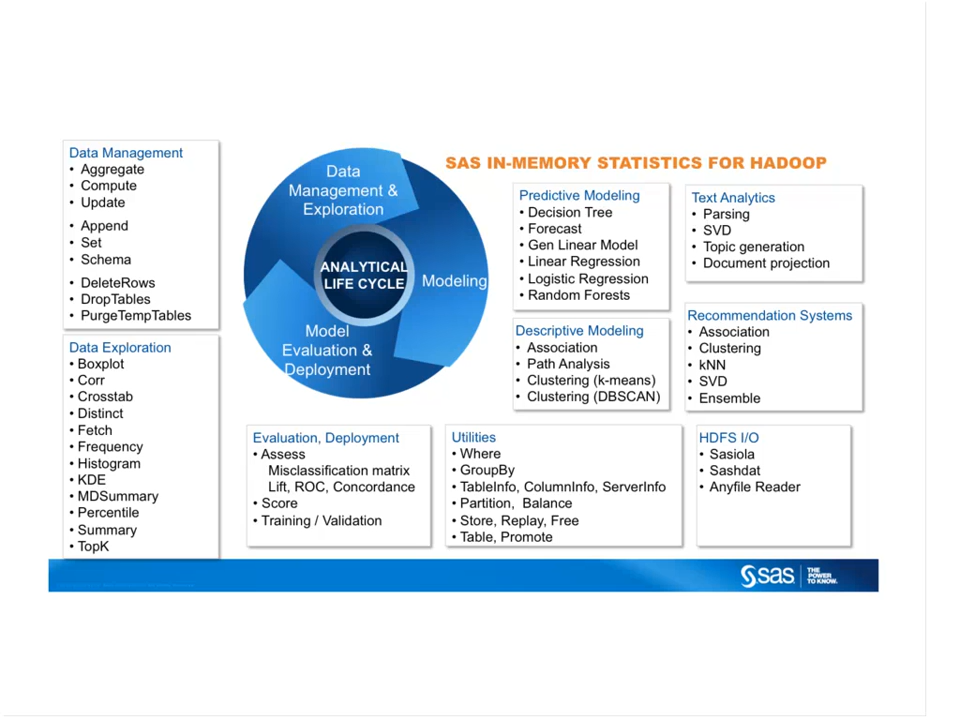 SAS IN-MEMORY STATISTICS FOR HADOOP
Data Management
• Aggregate
• Compute
• Update
• Append
• Set
• Schema
• DeleteRows
• DropTables
• PurgeTempTables
Data Exploration
• Boxplot
• Corr
• Crosstab
• Distinct
• Fetch
• Frequency
• Histogram
• KDE
• MDSummary
• Percentile
• Summary
• TopK
Data
Management &
Exploration
ANALYTICAL
LIFE CYCLE
Modeling
Model
Evaluation &
Deployment
Predictive Modeling
• Decision Tree
• Forecast
• Gen Linear Model
• Linear Regression
• Logistic Regression
• Random Forests
Text Analytics
• Parsing
• SVD
• Topic generation
• Document projection
Descriptive Modeling
• Association
• Path Analysis
• Clustering (k-means)
• Clustering (DBSCAN)
Recommendation Systems
• Association
• Clustering
• kNN
• SVD
• Ensemble
Evaluation, Deployment
• Assess
Misclassification matrix
Lift, ROC, Concordance
• Score
• Training / Validation
Utilities
• Where
• GroupBy
• TableInfo, ColumnInfo, ServerInfo
• Partition, Balance
• Store, Replay, Free
• Table, Promote
HDFS I/O
• Sasiola
• Sashdat
• Anyfile Reader
sas
THE
POWER
TO KNOW.